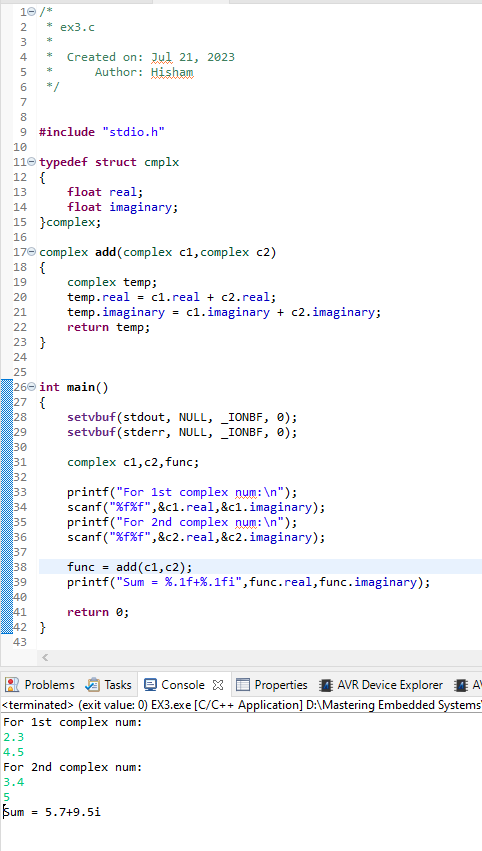 1 /*
2  * ex3.c
3  *
4  *  Created on: Jul 21, 2023
5  *      Author: Hisham
6  */
7
8
9 #include "stdio.h"
10
11 typedef struct cmplx
12 {
13     float real;
14     float imaginary;
15 }complex;
16
17 complex add(complex c1,complex c2)
18 {
19     complex temp;
20     temp.real = c1.real + c2.real;
21     temp.imaginary = c1.imaginary + c2.imaginary;
22     return temp;
23 }
24
25
26 int main()
27 {
28     setvbuf(stdout, NULL, _IONBF, 0);
29     setvbuf(stderr, NULL, _IONBF, 0);
30
31     complex c1,c2,func;
32
33     printf("For 1st complex num:\n");
34     scanf("%f%f",&c1.real,&c1.imaginary);
35     printf("For 2nd complex num:\n");
36     scanf("%f%f",&c2.real,&c2.imaginary);
37
38     func = add(c1,c2);
39     printf("Sum = %.1f+%.1fi",func.real,func.imaginary);
40
41     return 0;
42 }
43
Problems Tasks Console Properties AVR Device Explorer AV
<terminated> (exit value: 0) EX3.exe [C/C++ Application] D:\Mastering Embedded Systems\
For 1st complex num:
2.3
4.5
For 2nd complex num:
3.4
5
Sum = 5.7+9.5i